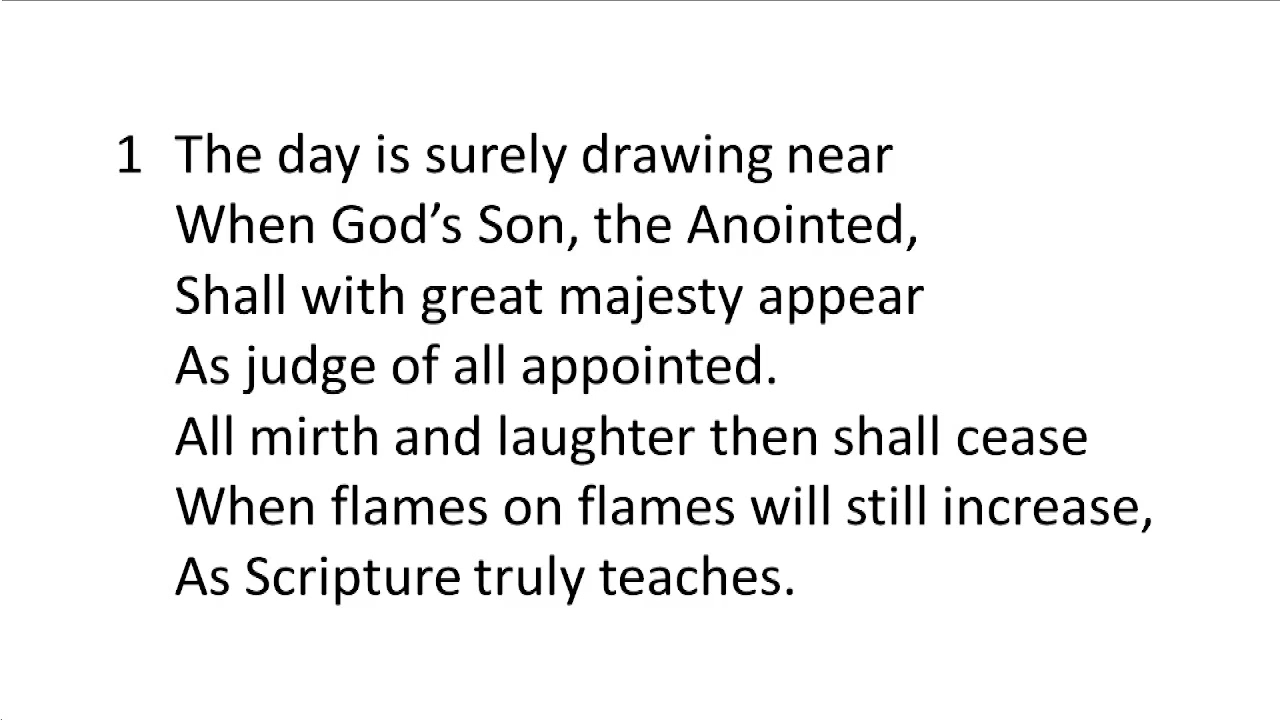 1 The day is surely drawing near
When God’s Son, the Anointed,
Shall with great majesty appear
As judge of all appointed.
All mirth and laughter then shall cease
When flames on flames will still increase,
As Scripture truly teaches.